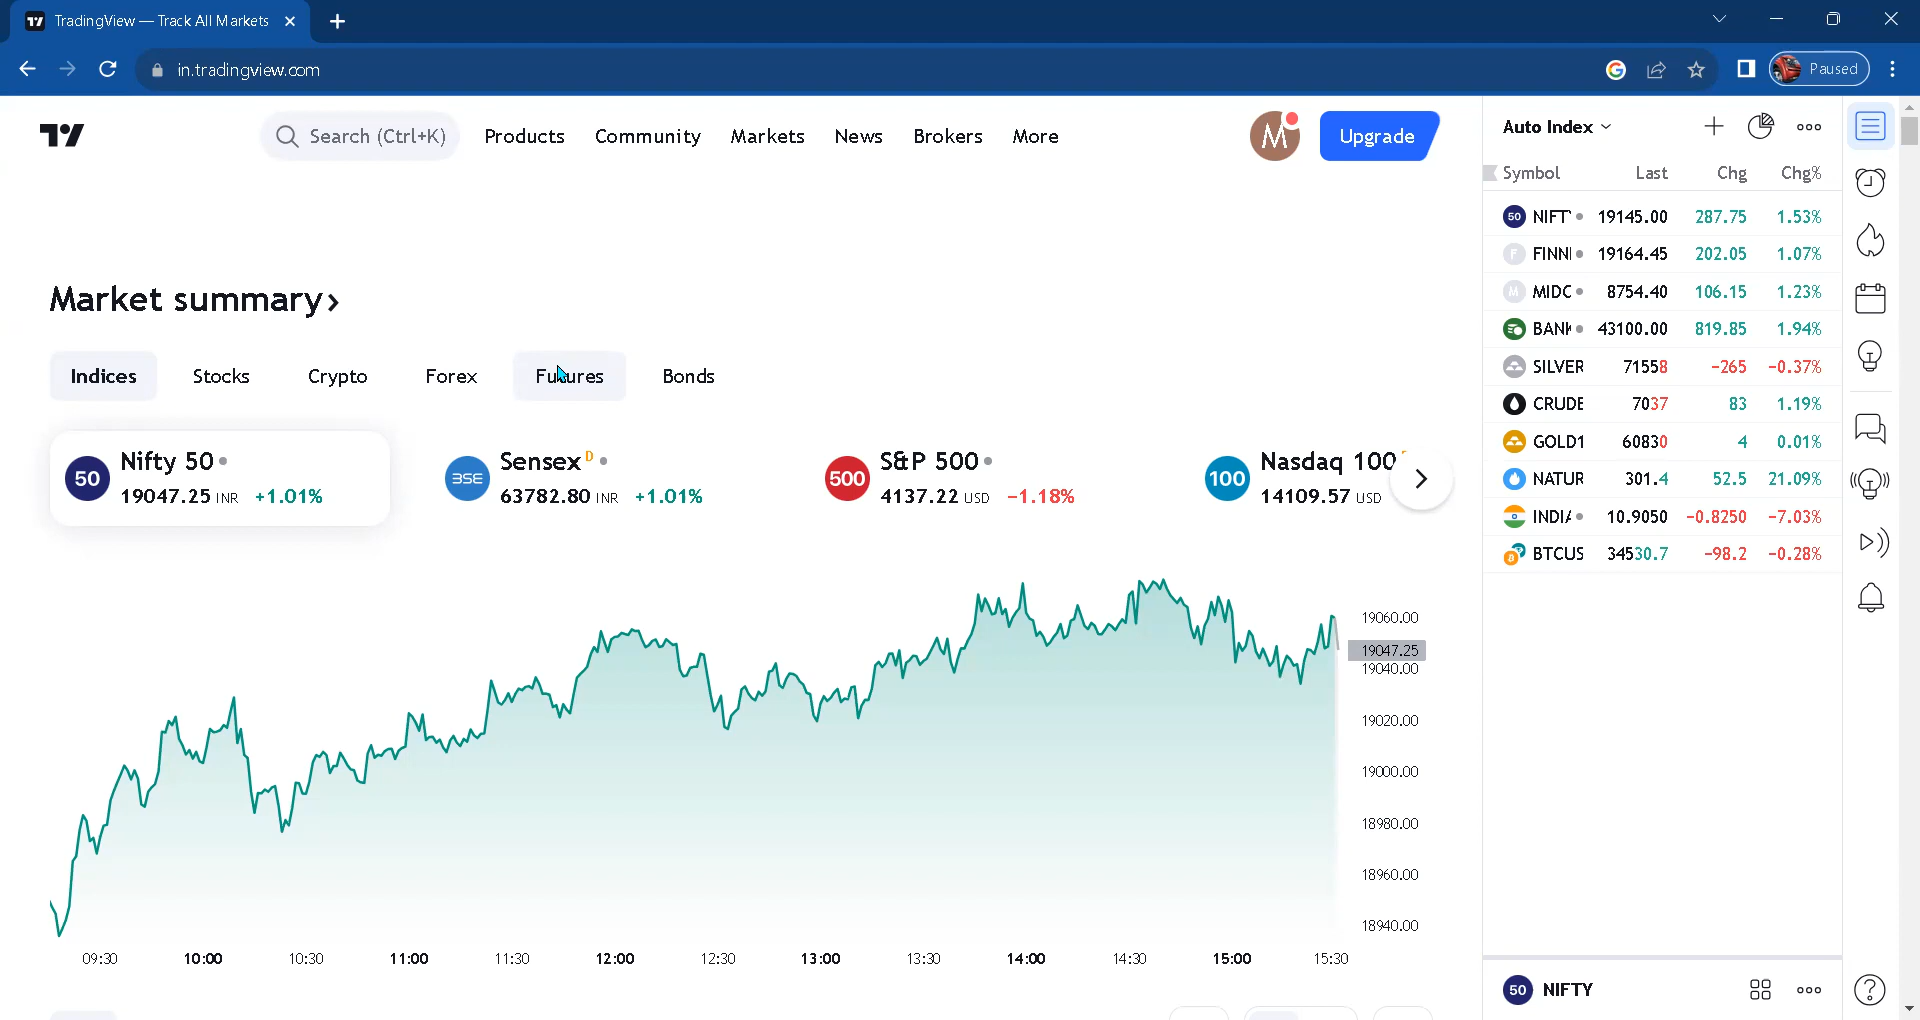 TradingView — Track All Markets
in.tradingview.com
Paused
Search (Ctrl+K)
Products
Community
Markets
News
Brokers
More
M
Upgrade
Market summary
Indices
Stocks
Crypto
Forex
Futures
Bonds
50
Nifty 50
19047.25 INR +1.01%
BSE
Sensex D
63782.80 INR +1.01%
500
S&P 500
4137.22 USD −1.18%
100
Nasdaq 100
14109.57 USD
19060.00
19047.25
19040.00
19020.00
19000.00
18980.00
18960.00
18940.00
09:30 10:00 10:30 11:00 11:30 12:00 12:30 13:00 13:30 14:00 14:30 15:00 15:30
Auto Index
Symbol Last Chg Chg%
50 NIFT 19145.00 287.75 1.53%
F FINNI 19164.45 202.05 1.07%
M MIDC 8754.40 106.15 1.23%
BANK 43100.00 819.85 1.94%
SILVER 71558 −265 −0.37%
CRUDE 7037 83 1.19%
GOLD1 60830 4 0.01%
NATUR 301.4 52.5 21.09%
INDIA 10.9050 −0.8250 −7.03%
BTCUS 34530.7 −98.2 −0.28%
50 NIFTY